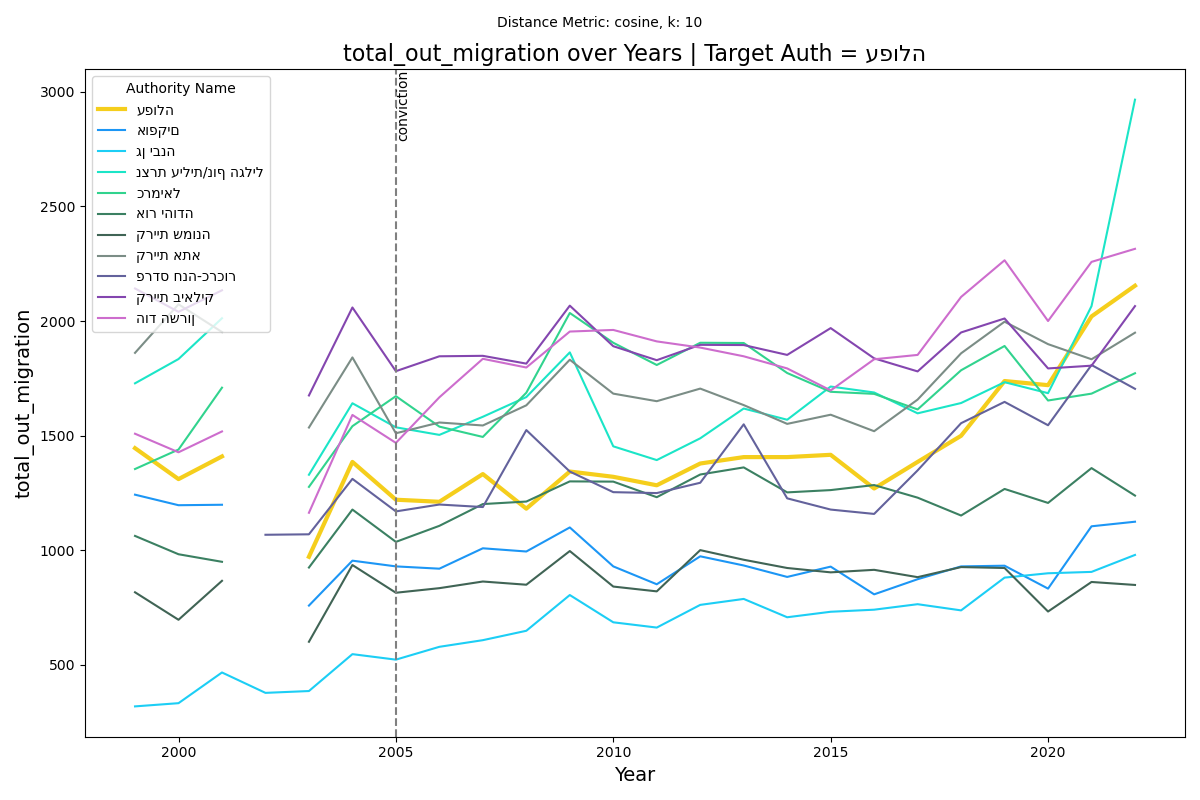 Distance Metric: cosine, k: 10
total_out_migration over Years | Target Auth = עפולה
Authority Name
עפולה
אופקים
גן יבנה
נצרת עילית/נוף הגליל
כרמיאל
אור יהודה
קריית שמונה
קריית אתא
פרדס חנה-כרכור
קריית ביאליק
הוד השרון
conviction
3000
2500
2000
1500
1000
500
total_out_migration
2000 2005 2010 2015 2020
Year